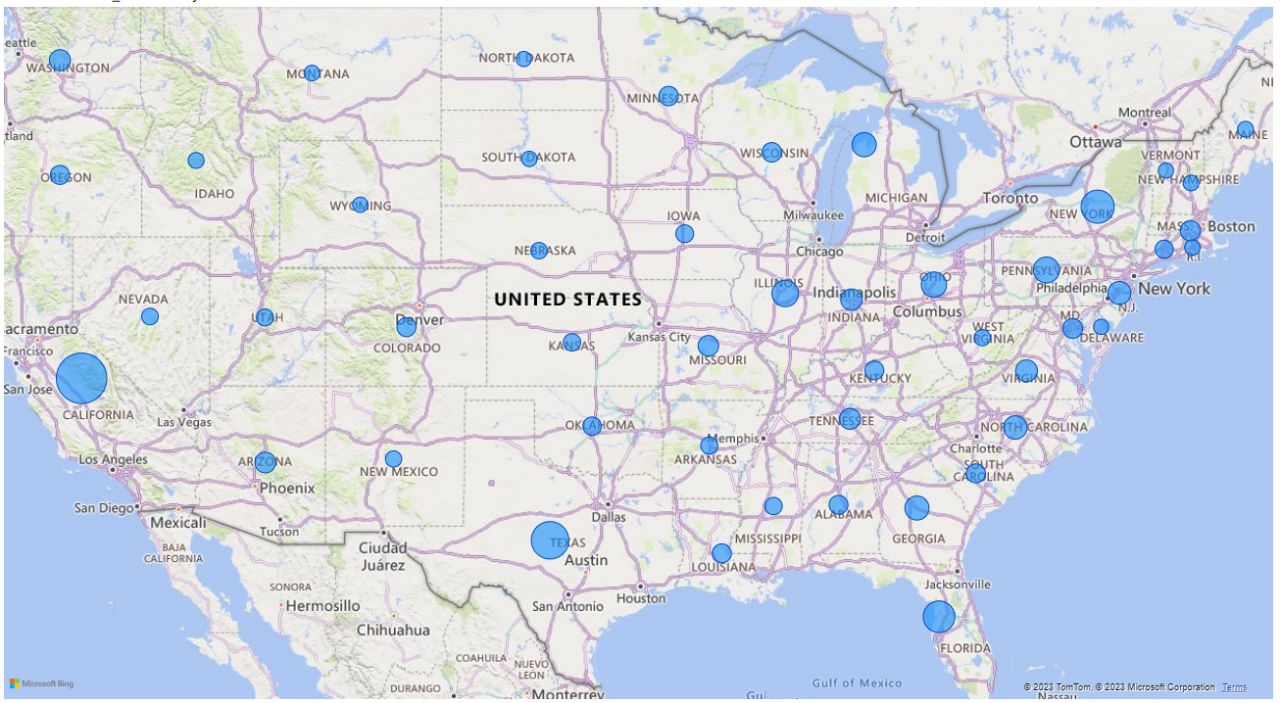 eattle
WASHINGTON
MONTANA
NORTH DAKOTA
MINNESOTA
Montreal
Ottawa
MAINE
tland
OREGON
IDAHO
SOUTH DAKOTA
WISCONSIN
VERMONT
NEW HAMPSHIRE
WYOMING
IOWA
Milwaukee
MICHIGAN
Toronto
NEW YORK
MASS.
Boston
Detroit
NEBRASKA
Chicago
R.I.
NEVADA
UNITED STATES
ILLINOIS
Indianapolis
OHIO
PENNSYLVANIA
Philadelphia
New York
N.J.
acramento
UTAH
Denver
COLORADO
KANSAS
Kansas City
MISSOURI
INDIANA
Columbus
WEST
VIRGINIA
MD.
DELAWARE
Francisco
San Jose
CALIFORNIA
Las Vegas
KENTUCKY
VIRGINIA
OKLAHOMA
TENNESSEE
NORTH CAROLINA
Los Angeles
ARIZONA
NEW MEXICO
Memphis
ARKANSAS
Charlotte
SOUTH
CAROLINA
Phoenix
San Diego
Mexicali
Tucson
Dallas
MISSISSIPPI
ALABAMA
GEORGIA
BAJA
CALIFORNIA
Ciudad
Juárez
TEXAS
Austin
LOUISIANA
SONORA
Hermosillo
San Antonio
Houston
Jacksonville
Chihuahua
FLORIDA
COAHUILA
NUEVO
LEÓN
Microsoft Bing
DURANGO
Monterrey
Gulf of Mexico
Gul
© 2023 TomTom, © 2023 Microsoft Corporation Terms
Nassau